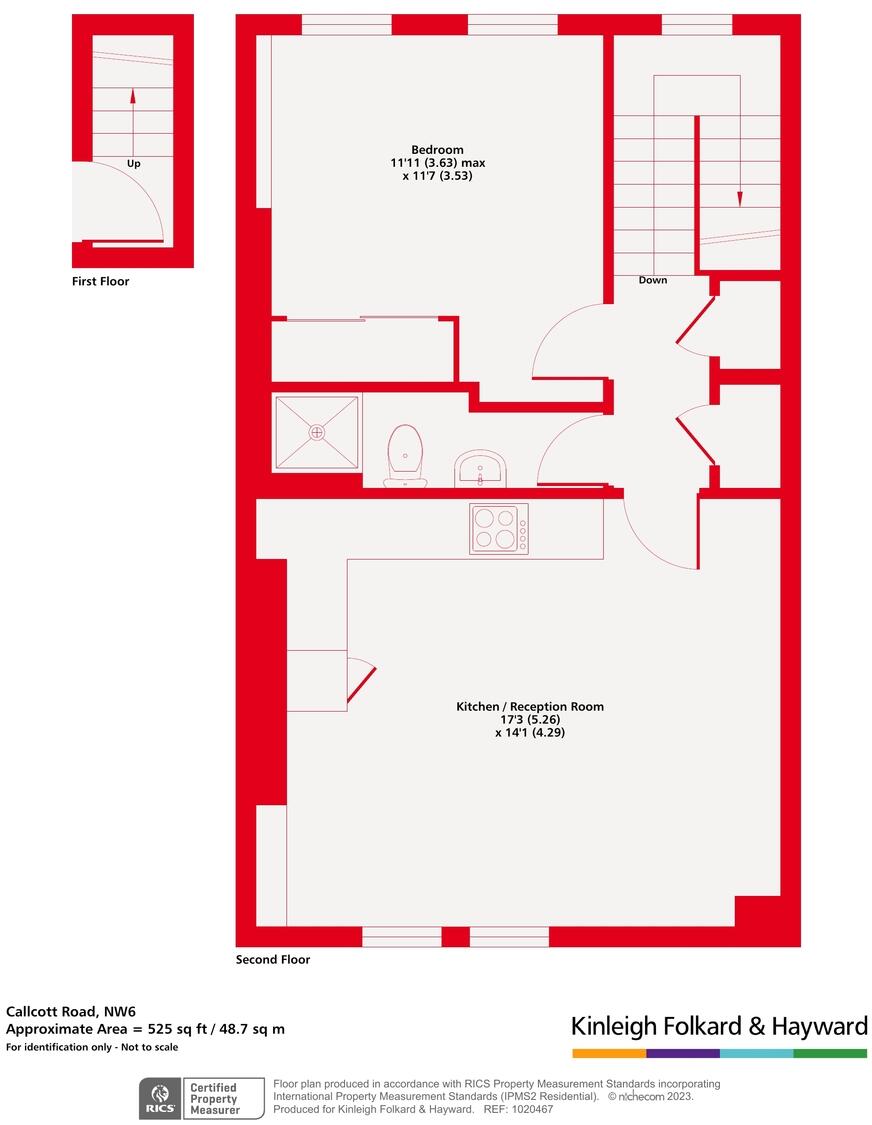 Up
First Floor
Bedroom
11'11 (3.63) max
x 11'7 (3.53)
Down
Kitchen / Reception Room
17'3 (5.26)
x 14'1 (4.29)
Second Floor
Callcott Road, NW6
Approximate Area = 525 sq ft / 48.7 sq m
For identification only - Not to scale
Kinleigh Folkard & Hayward
RICS
Certified
Property
Measurer
Floor plan produced in accordance with RICS Property Measurement Standards incorporating
International Property Measurement Standards (IPMS2 Residential). © nichecom 2023.
Produced for Kinleigh Folkard & Hayward. REF: 1020467